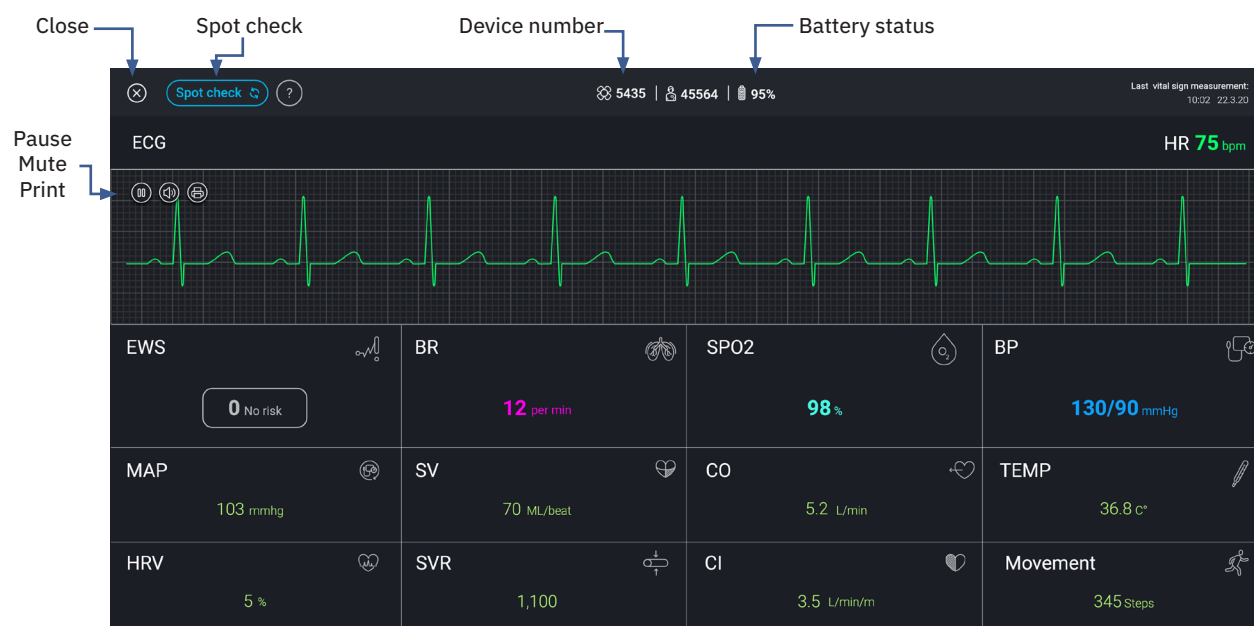 Close
Spot check
Device number
Battery status
Spot check
?
5435 | 45564 | 95%
Last vital sign measurement:
10:02 22.3.20
Pause
Mute
Print
ECG
HR 75 bpm
EWS
BR
SPO2
O2
BP
0 No risk
12 per min
98 %
130/90 mmHg
MAP
SV
CO
TEMP
103 mmhg
70 ML/beat
5.2 L/min
36.8 C°
HRV
SVR
CI
Movement
5 %
1,100
3.5 L/min/m
345 Steps